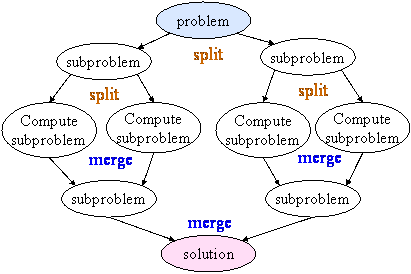 problem
split
subproblem
subproblem
split
split
Compute
subproblem
Compute
subproblem
Compute
subproblem
Compute
subproblem
merge
merge
subproblem
subproblem
merge
solution